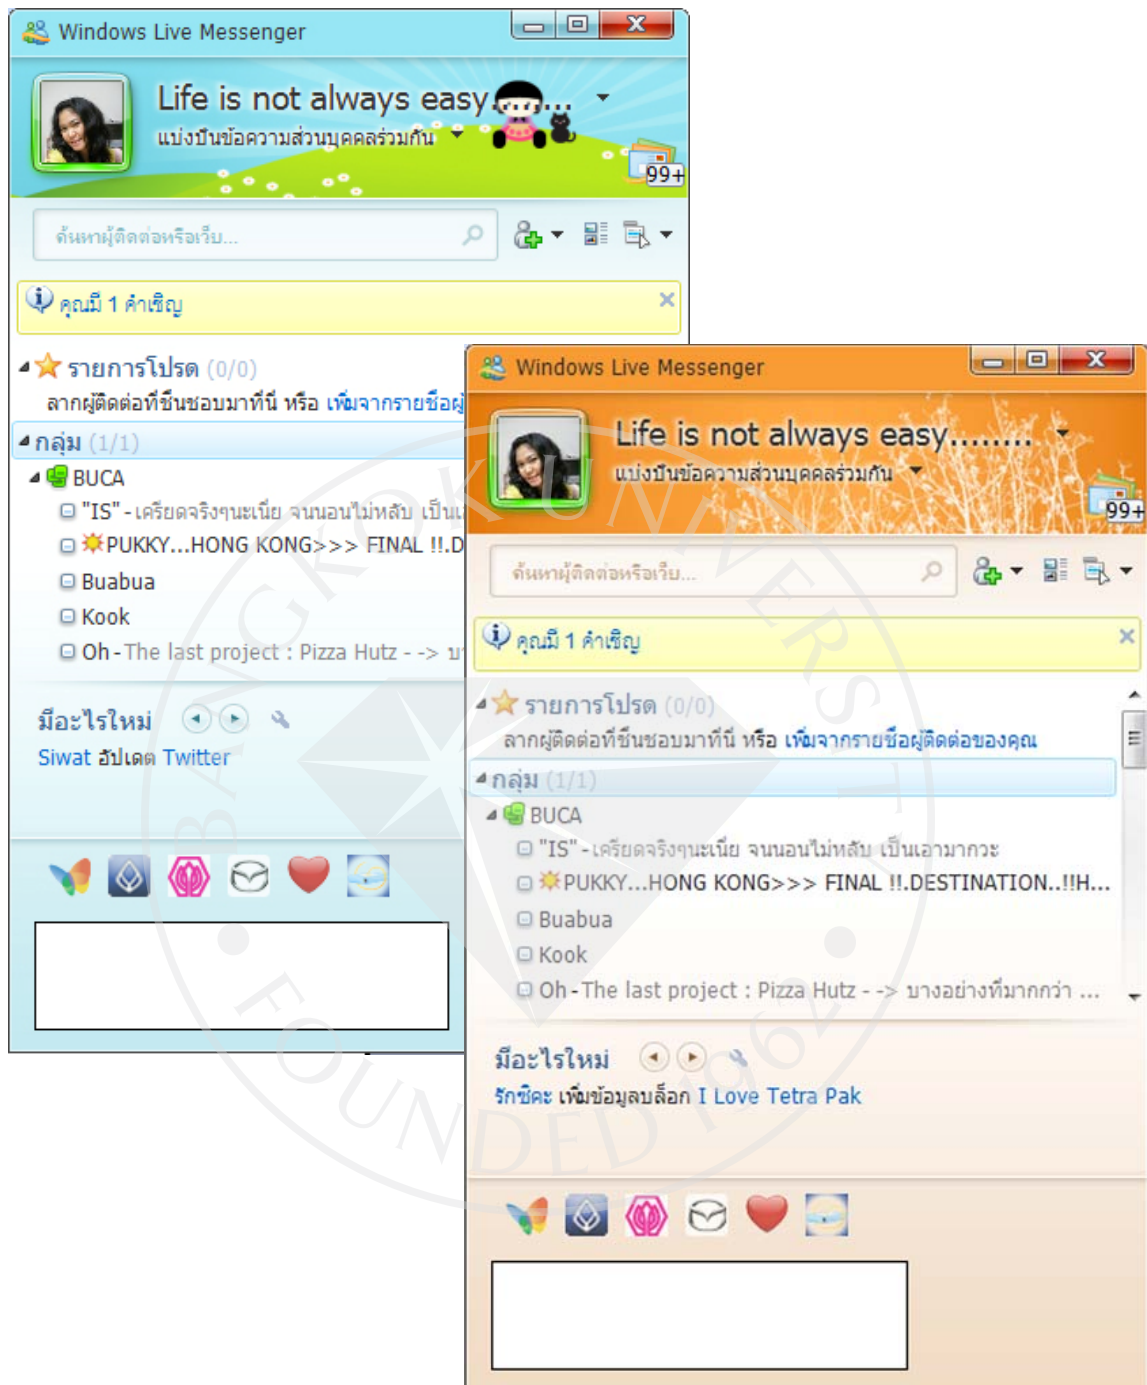 Windows Live Messenger
Life is not always easy........
แบ่งปันข้อความส่วนบุคคลร่วมกัน
99+
ค้นหาผู้ติดต่อหรือเว็บ...
คุณมี 1 คำเชิญ
รายการโปรด (0/0)
ลากผู้ติดต่อที่ชื่นชอบมาที่นี่ หรือ เพิ่มจากรายชื่อผู้
กลุ่ม (1/1)
BUCA
"IS" - เครียดจริงๆนะเนี่ย จนนอนไม่หลับ เป็นเ
PUKKY...HONG KONG>>> FINAL !!.D
Buabua
Kook
Oh - The last project : Pizza Hutz - -> บ
มีอะไรใหม่
Siwat อัปเดต Twitter
Windows Live Messenger
Life is not always easy........
แบ่งปันข้อความส่วนบุคคลร่วมกัน
99+
ค้นหาผู้ติดต่อหรือเว็บ...
คุณมี 1 คำเชิญ
รายการโปรด (0/0)
ลากผู้ติดต่อที่ชื่นชอบมาที่นี่ หรือ เพิ่มจากรายชื่อผู้ติดต่อของคุณ
กลุ่ม (1/1)
BUCA
"IS" - เครียดจริงๆนะเนี่ย จนนอนไม่หลับ เป็นเอามากวะ
PUKKY...HONG KONG>>> FINAL !!.DESTINATION..!!H...
Buabua
Kook
Oh - The last project : Pizza Hutz - -> บางอย่างที่มากกว่า ...
มีอะไรใหม่
รักซิคะ เพิ่มข้อมูลบล็อก I Love Tetra Pak
BANGKOK UNIVERSITY
FOUNDED 1962